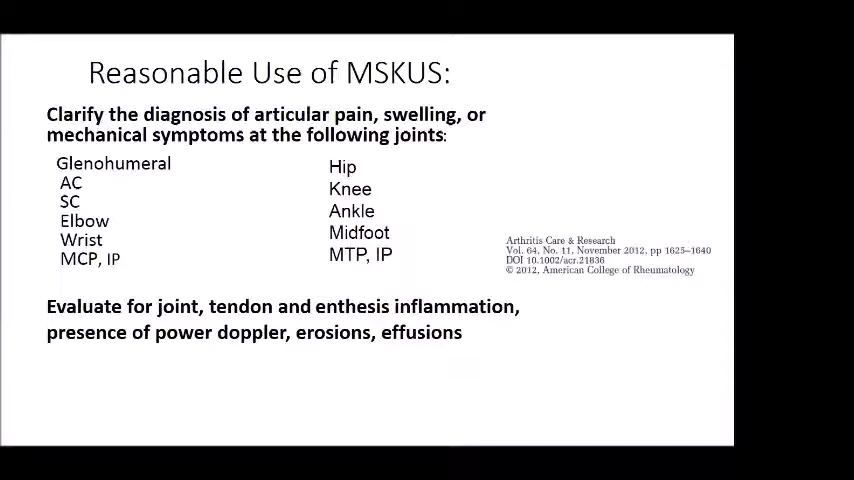 Reasonable Use of MSKUS:
Clarify the diagnosis of articular pain, swelling, or
mechanical symptoms at the following joints:
Glenohumeral
AC
SC
Elbow
Wrist
MCP, IP
Hip
Knee
Ankle
Midfoot
MTP, IP
Arthritis Care & Research
Vol. 64, No. 11, November 2012, pp 1625–1640
DOI 10.1002/acr.21836
© 2012, American College of Rheumatology
Evaluate for joint, tendon and enthesis inflammation,
presence of power doppler, erosions, effusions